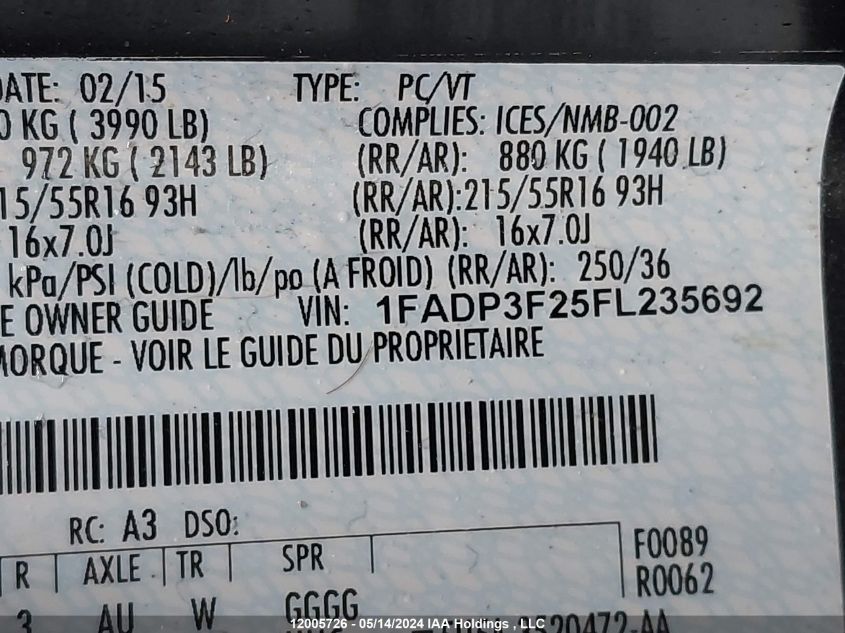 DATE: 02/15 TYPE: PC/VT
0 KG ( 3990 LB) COMPLIES: ICES/NMB-002
972 KG ( 2143 LB) (RR/AR): 880 KG ( 1940 LB)
15/55R16 93H (RR/AR):215/55R16 93H
16x7.0J (RR/AR): 16x7.0J
kPa/PSI (COLD)/lb/po (A FROID) (RR/AR): 250/36
E OWNER GUIDE VIN: 1FADP3F25FL235692
MORQUE - VOIR LE GUIDE DU PROPRIETAIRE
RC: A3 DSO:
R AXLE TR SPR F0089
R0062
3 AU W GGGG
12005726 - 05/14/2024 IAA Holdings , LLC